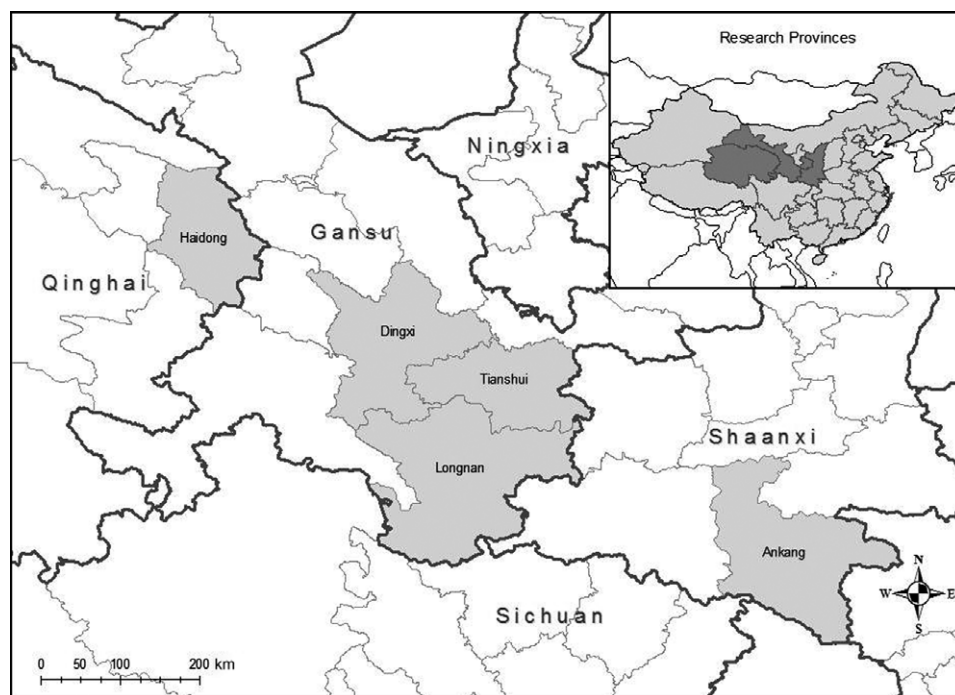 Research Provinces
Ningxia
Haidong
Gansu
Qinghai
Dingxi
Tianshui
Shaanxi
Longnan
Ankang
N
W E
S
Sichuan
0 50 100 200 km